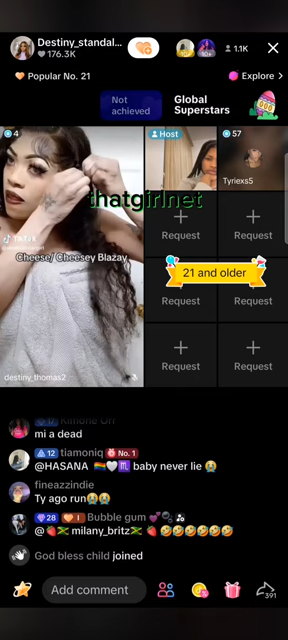 Destiny_standal...
176.3K
1.1K
Popular No. 21
Explore >
Not achieved
Global Superstars
4
Host
57
Tyriexs5
thatgirlnet
TikTok
Cheese/ Cheesey Blazay
Request
Request
21 and older
Request
Request
Request
Request
destiny_thomas2
mi a dead
12 tiamoniq No. 1
@HASANA 🏳️‍🌈🤍♏ baby never lie 😭
fineazzindie
Ty ago run😭😭
28 I Bubble gum
@🍓🇯🇲milany_britz🇯🇲🍓🤣🤣🤣🤣🤣🤣
God bless child joined
Add comment
391